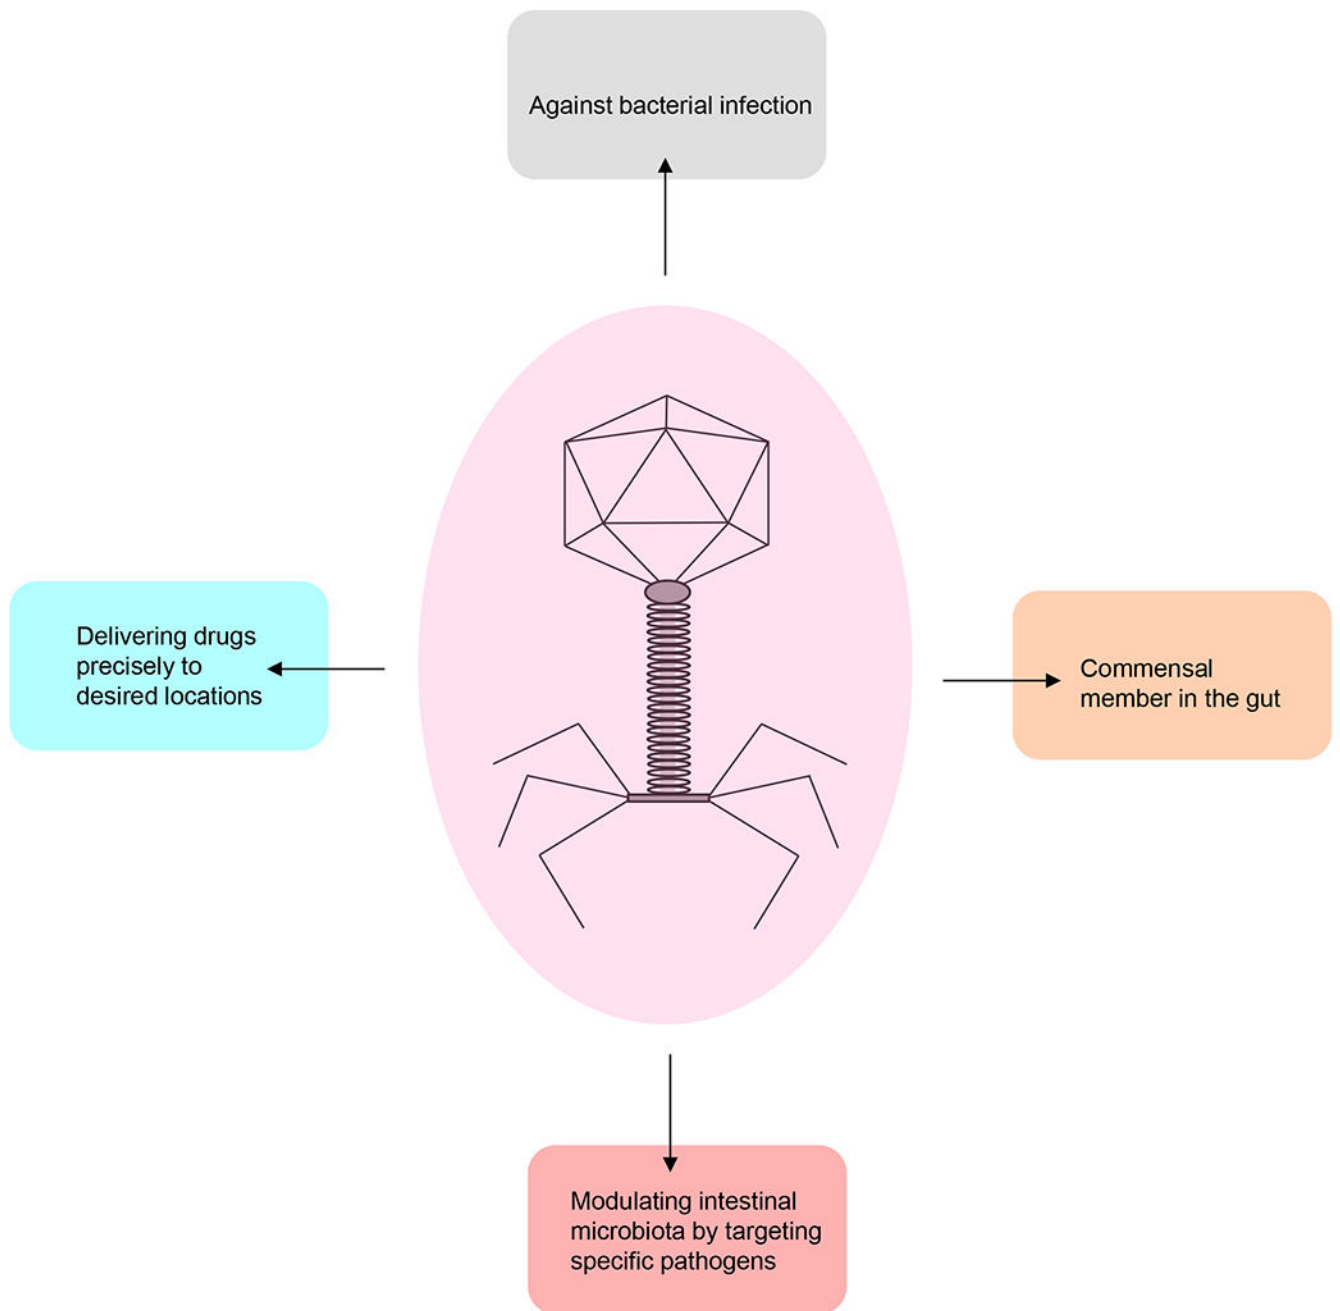 Against bacterial infection
Delivering drugs
precisely to
desired locations
Commensal
member in the gut
Modulating intestinal
microbiota by targeting
specific pathogens